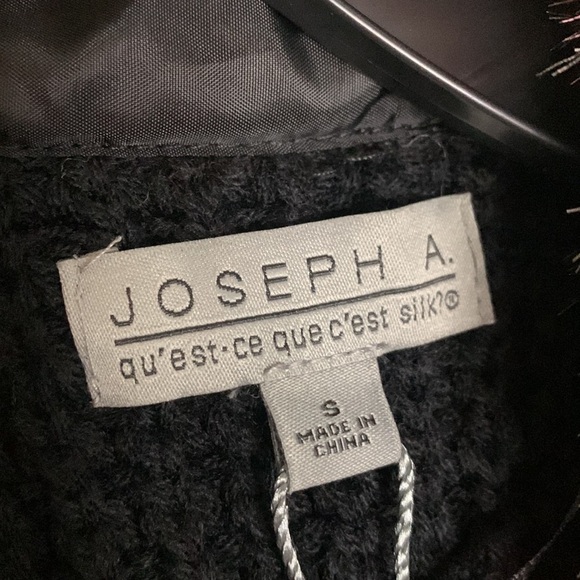 JOSEPH A.
qu'est-ce que c'est silk?®
S
MADE IN
CHINA